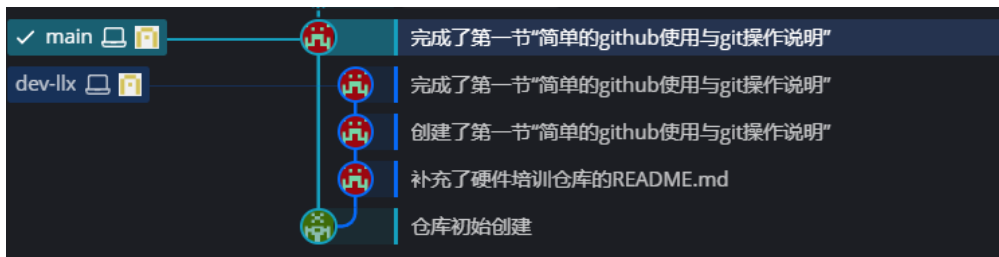 main 完成了第一节“简单的github使用与git操作说明”
dev-llx 完成了第一节“简单的github使用与git操作说明”
创建了第一节“简单的github使用与git操作说明”
补充了硬件培训仓库的README.md
仓库初始创建